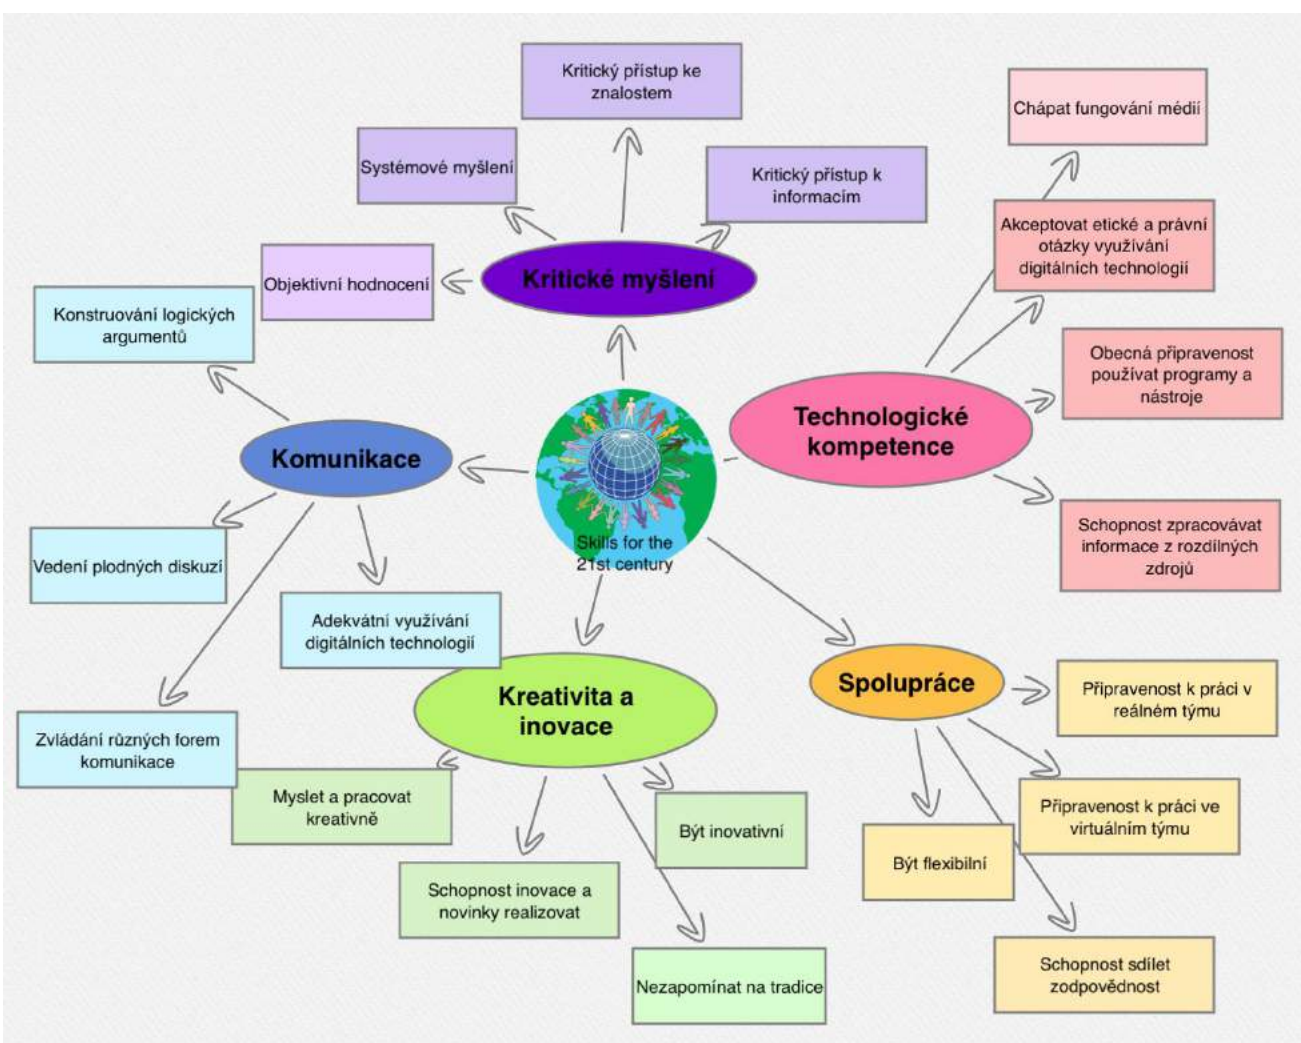 Kritický přístup ke
znalostem
Chápat fungování médií
Systémové myšlení
Kritický přístup k
informacím
Akceptovat etické a právní
otázky využívání
digitálních technologií
Objektivní hodnocení
Kritické myšlení
Konstruování logických
argumentů
Obecná připravenost
používat programy a
nástroje
Technologické
kompetence
Komunikace
Skills for the
21st century
Schopnost zpracovávat
informace z rozdílných
zdrojů
Vedení plodných diskuzí
Adekvátní využívání
digitálních technologií
Kreativita a
inovace
Spolupráce
Připravenost k práci v
reálném týmu
Zvládání různých forem
komunikace
Myslet a pracovat
kreativně
Být inovativní
Připravenost k práci ve
virtuálním týmu
Být flexibilní
Schopnost inovace a
novinky realizovat
Nezapomínat na tradice
Schopnost sdílet
zodpovědnost